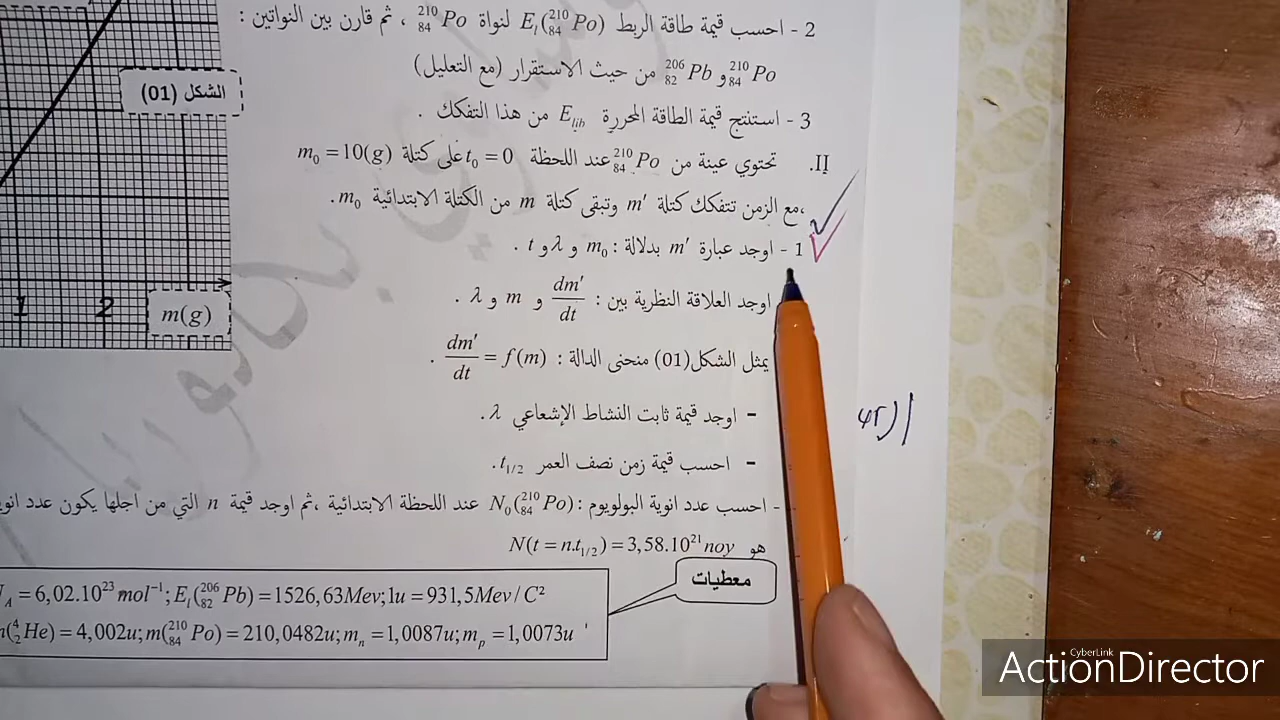 2 - احسب قيمة طاقة الربط E_l(²¹⁰₈₄Po) لنواة ²¹⁰₈₄Po ، ثم قارن بين النواتين :
²¹⁰₈₄Po و ²⁰⁶₈₂Pb من حيث الاستقرار (مع التعليل)
3 - استنتج قيمة الطاقة المحررة E_lib من هذا التفكك .
II. تحتوي عينة من ²¹⁰₈₄Po عند اللحظة t₀ = 0 على كتلة m₀ = 10(g)
،مع الزمن تتفكك كتلة m′ وتبقى كتلة m من الكتلة الابتدائية m₀ .
1 - اوجد عبارة m′ بدلالة : m₀ و λ و t .
اوجد العلاقة النظرية بين : dm′/dt و m و λ .
يمثل الشكل(01) منحنى الدالة : dm′/dt = f(m) .
- اوجد قيمة ثابت النشاط الإشعاعي λ .
- احسب قيمة زمن نصف العمر t₁/₂ .
- احسب عدد انوية البولويوم : N₀(²¹⁰₈₄Po) عند اللحظة الابتدائية ،ثم اوجد قيمة n التي من اجلها يكون عدد
هو N(t = n.t₁/₂) = 3,58.10²¹ noy
معطيات
_A = 6,02.10²³ mol⁻¹ ; E_l(²⁰⁶₈₂Pb) = 1526,63Mev ; 1u = 931,5Mev/C²
(⁴₂He) = 4,002u ; m(²¹⁰₈₄Po) = 210,0482u ; m_n = 1,0087u ; m_p = 1,0073u
الشكل (01)
1 2
m(g)
CyberLink
ActionDirector